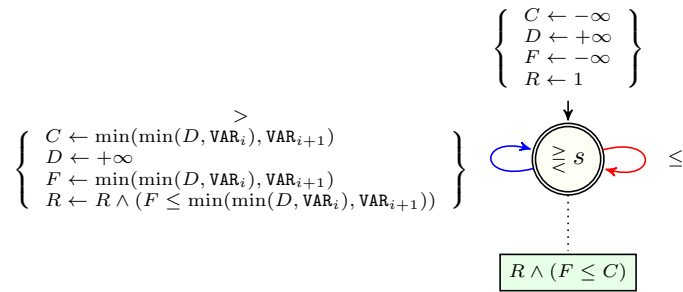 C ← −∞
D ← +∞
F ← −∞
R ← 1
>
C ← min(min(D, VAR_i), VAR_{i+1})
D ← +∞
F ← min(min(D, VAR_i), VAR_{i+1})
R ← R ∧ (F ≤ min(min(D, VAR_i), VAR_{i+1}))
≥ s ≤
<
R ∧ (F ≤ C)